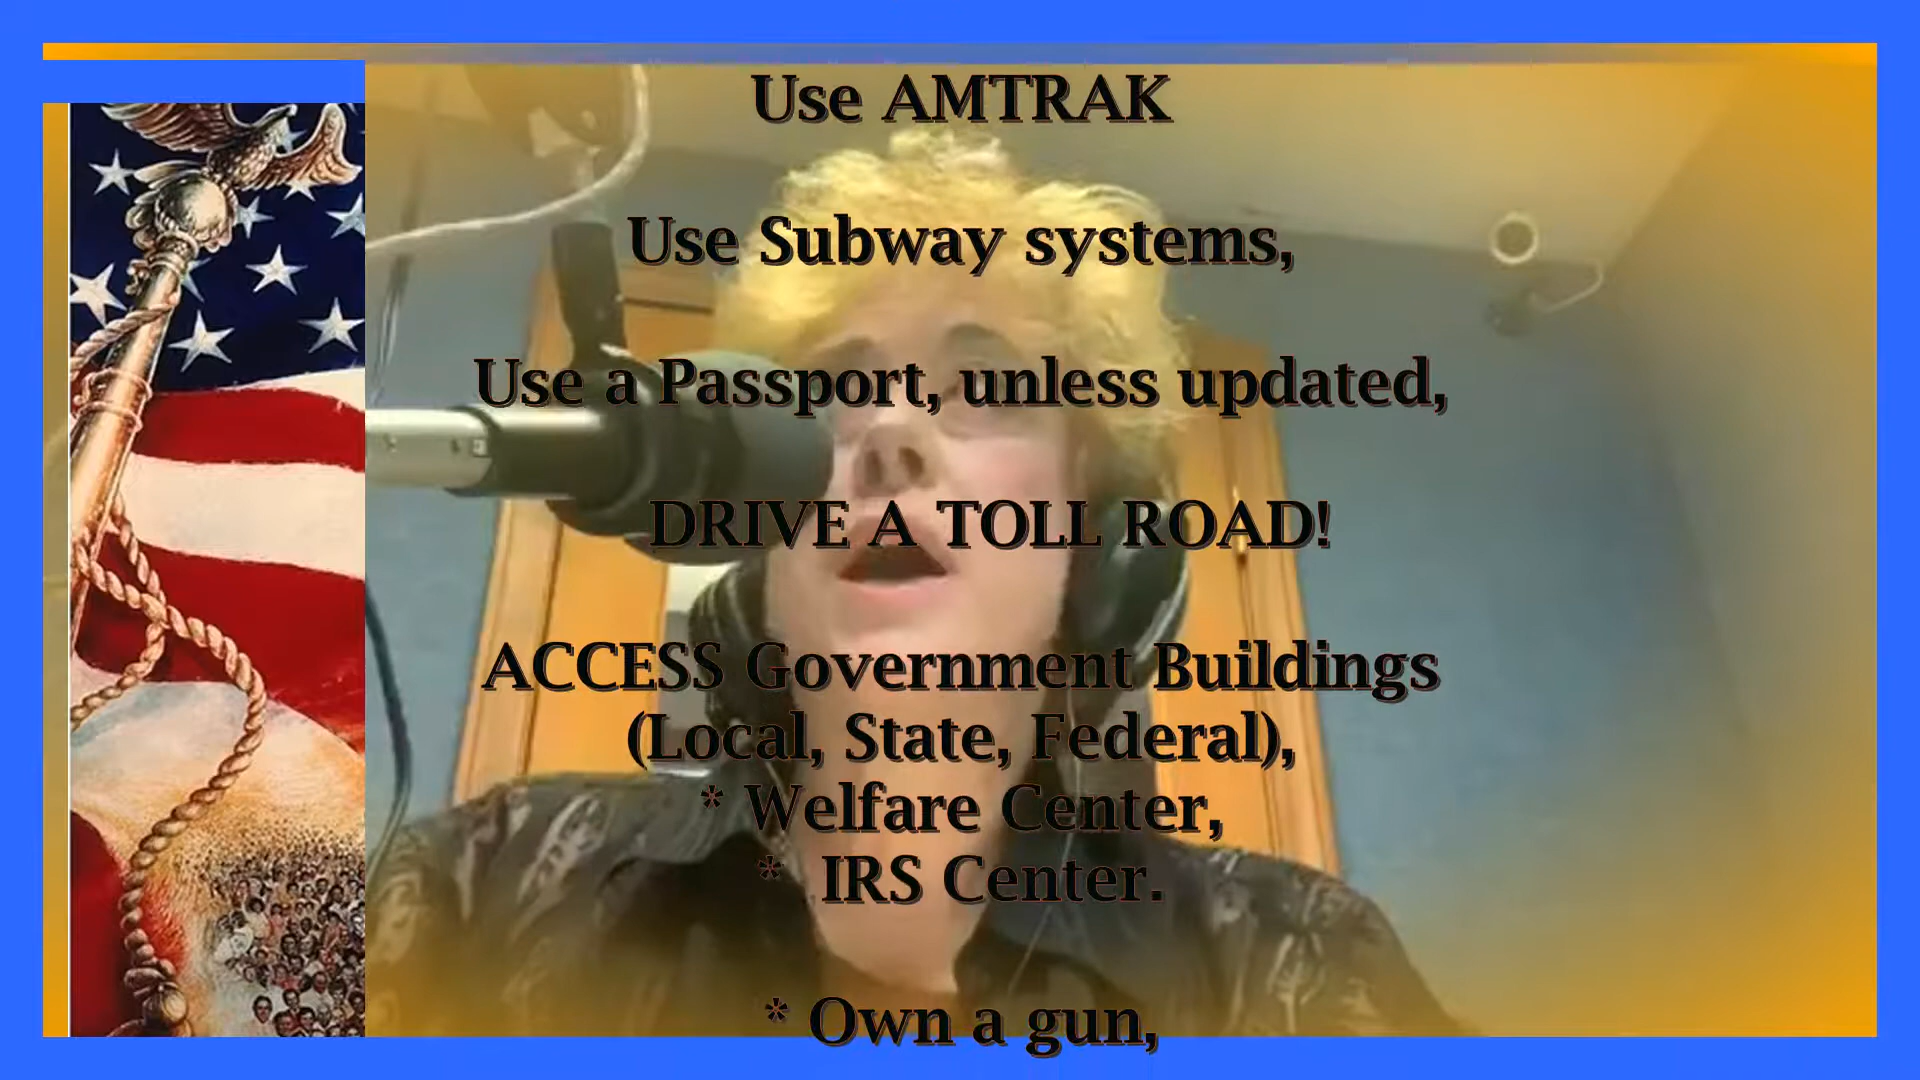 Use AMTRAK
Use Subway systems,
Use a Passport, unless updated,
DRIVE A TOLL ROAD!
ACCESS Government Buildings
(Local, State, Federal),
* Welfare Center,
* IRS Center.
* Own a gun,